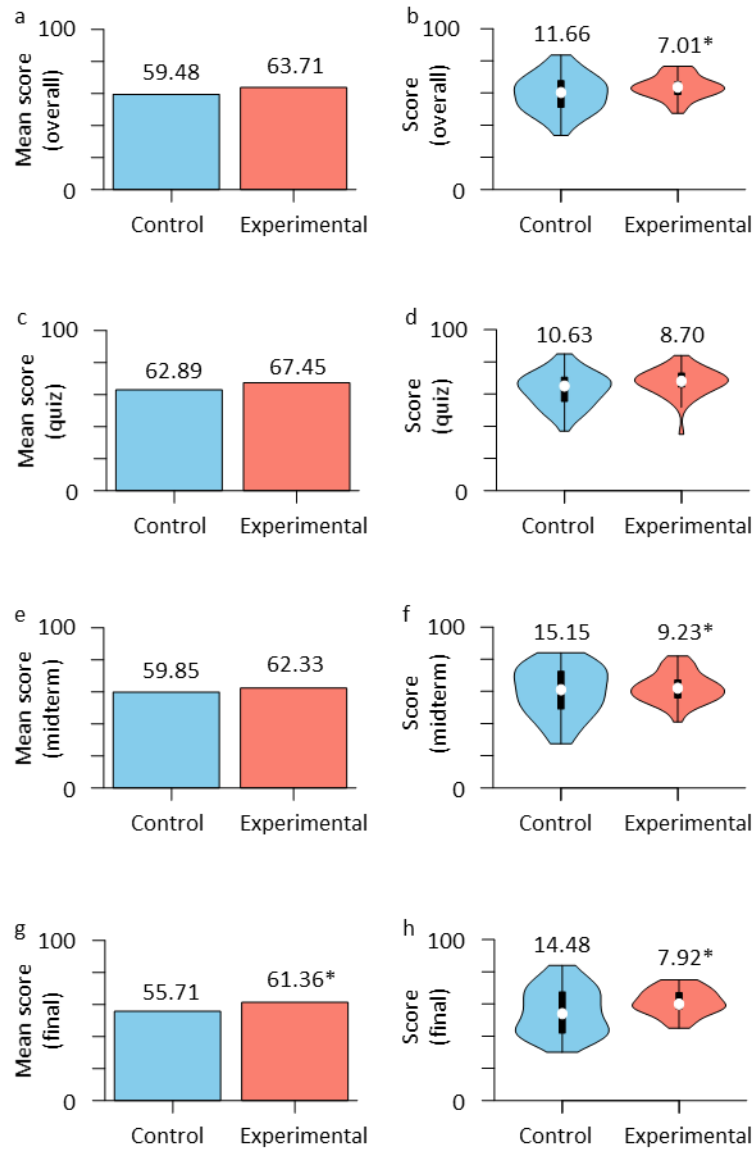 a
100
0
Mean score
(overall)
59.48
63.71
Control
Experimental
b
100
0
Score
(overall)
11.66
7.01*
Control
Experimental
c
100
0
Mean score
(quiz)
62.89
67.45
Control
Experimental
d
100
0
Score
(quiz)
10.63
8.70
Control
Experimental
e
100
0
Mean score
(midterm)
59.85
62.33
Control
Experimental
f
100
0
Score
(midterm)
15.15
9.23*
Control
Experimental
g
100
0
Mean score
(final)
55.71
61.36*
Control
Experimental
h
100
0
Score
(final)
14.48
7.92*
Control
Experimental